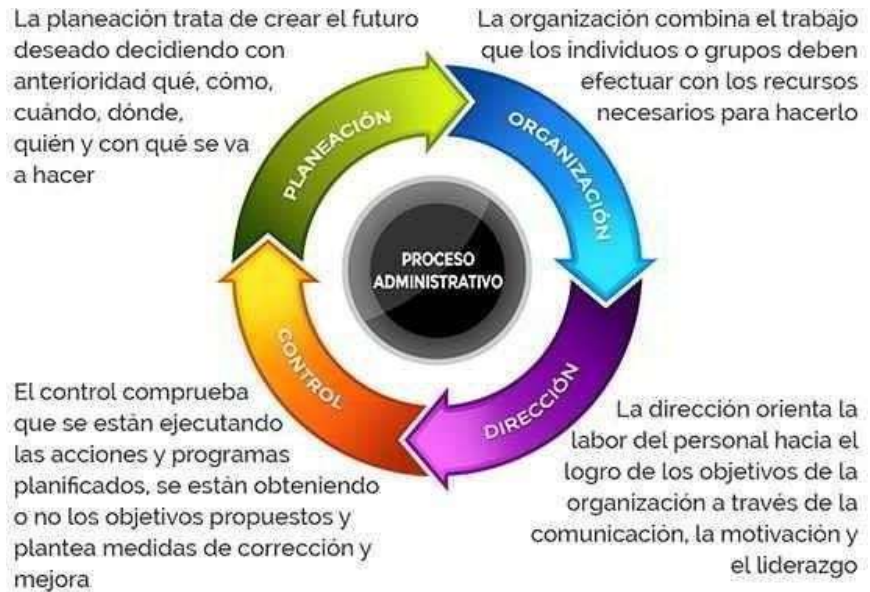 La planeación trata de crear el futuro
deseado decidiendo con
anterioridad qué, cómo,
cuándo, dónde,
quién y con qué se va
a hacer
La organización combina el trabajo
que los individuos o grupos deben
efectuar con los recursos
necesarios para hacerlo
PLANEACIÓN
ORGANIZACIÓN
PROCESO
ADMINISTRATIVO
CONTROL
DIRECCIÓN
El control comprueba
que se están ejecutando
las acciones y programas
planificados, se están obteniendo
o no los objetivos propuestos y
plantea medidas de corrección y
mejora
La dirección orienta la
labor del personal hacia el
logro de los objetivos de la
organización a través de la
comunicación, la motivación y
el liderazgo